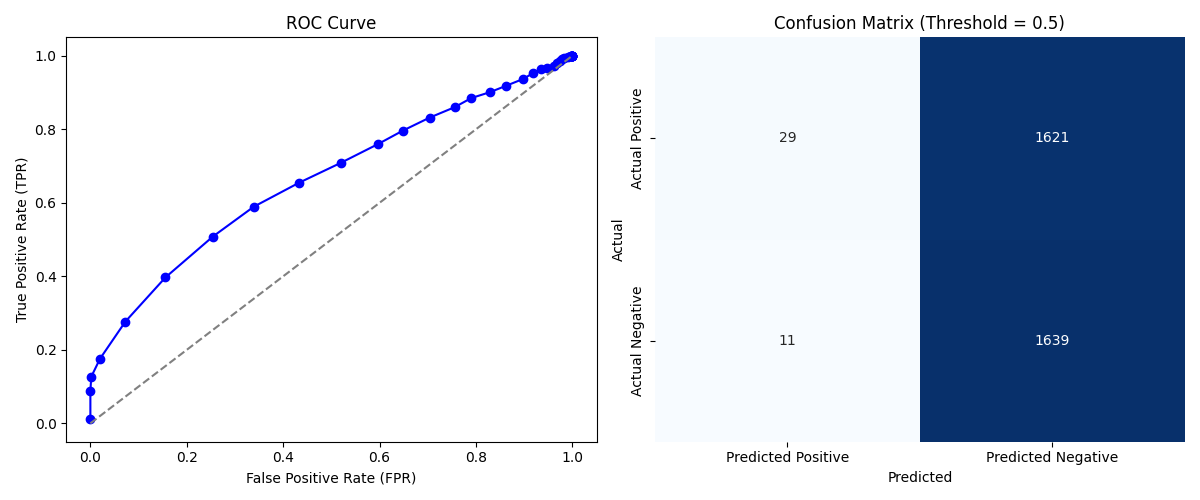 ROC Curve
1.0
0.8
0.6
0.4
0.2
0.0
True Positive Rate (TPR)
0.0 0.2 0.4 0.6 0.8 1.0
False Positive Rate (FPR)
Confusion Matrix (Threshold = 0.5)
Actual
Actual Positive
29 1621
Actual Negative
11 1639
Predicted Positive Predicted Negative
Predicted